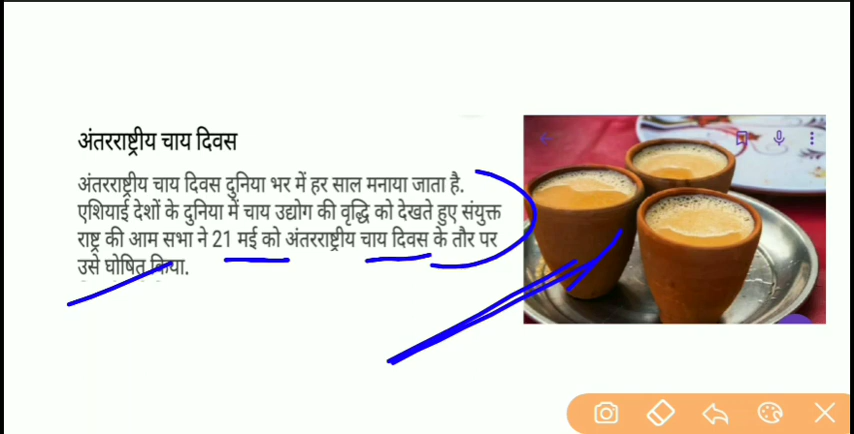 अंतरराष्ट्रीय चाय दिवस
अंतरराष्ट्रीय चाय दिवस दुनिया भर में हर साल मनाया जाता है.
एशियाई देशों के दुनिया में चाय उद्योग की वृद्धि को देखते हुए संयुक्त
राष्ट्र की आम सभा ने 21 मई को अंतरराष्ट्रीय चाय दिवस के तौर पर
उसे घोषित किया.